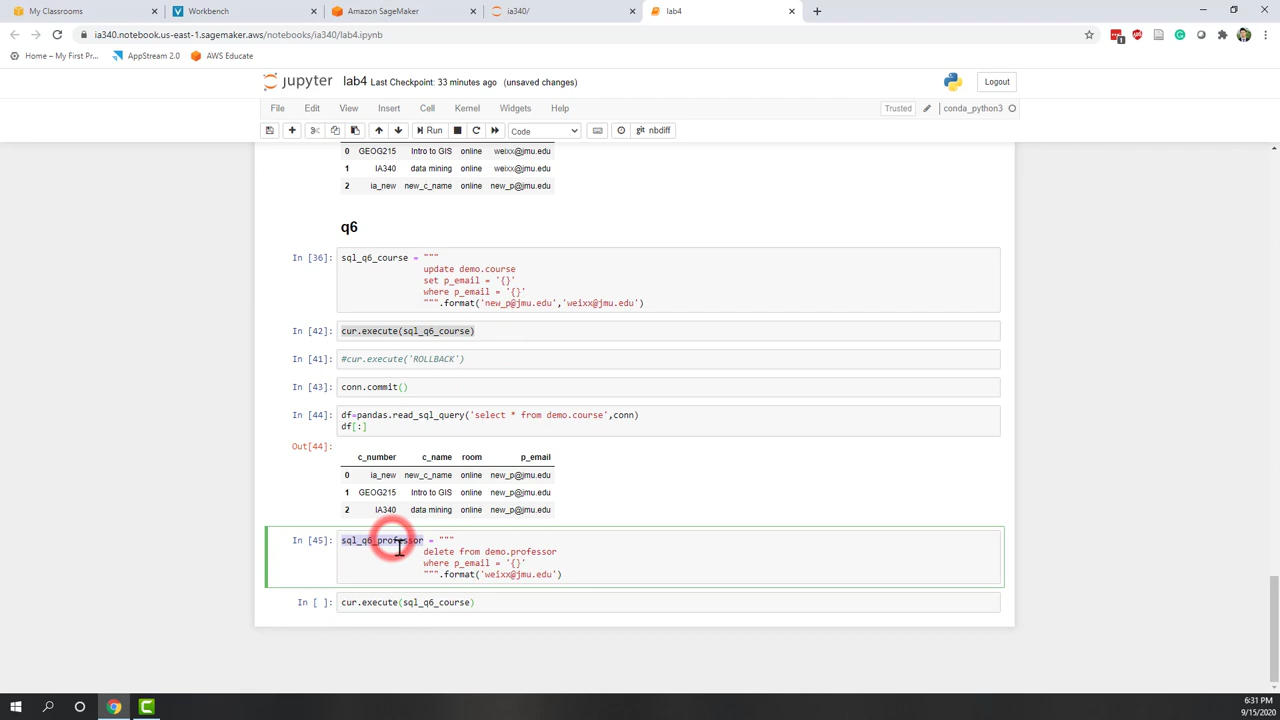 My Classrooms
Workbench
Amazon SageMaker
ia340/
lab4
ia340.notebook.us-east-1.sagemaker.aws/notebooks/ia340/lab4.ipynb
Home – My First Pr...
AppStream 2.0
AWS Educate
jupyter lab4 Last Checkpoint: 33 minutes ago (unsaved changes)
Logout
File Edit View Insert Cell Kernel Widgets Help
Trusted
conda_python3
Run
Code
nbdiff
0 GEOG215 Intro to GIS online weixx@jmu.edu
1 IA340 data mining online weixx@jmu.edu
2 ia_new new_c_name online new_p@jmu.edu
q6
In [36]: sql_q6_course = """
update demo.course
set p_email = '{}'
where p_email = '{}'
""".format('new_p@jmu.edu','weixx@jmu.edu')
In [42]: cur.execute(sql_q6_course)
In [41]: #cur.execute('ROLLBACK')
In [43]: conn.commit()
In [44]: df=pandas.read_sql_query('select * from demo.course',conn)
df[:]
Out[44]:
c_number c_name room p_email
0 ia_new new_c_name online new_p@jmu.edu
1 GEOG215 Intro to GIS online new_p@jmu.edu
2 IA340 data mining online new_p@jmu.edu
In [45]: sql_q6_professor = """
delete from demo.professor
where p_email = '{}'
""".format('weixx@jmu.edu')
In [ ]: cur.execute(sql_q6_course)
6:31 PM
9/15/2020